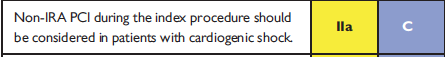 Non-IRA PCI during the index procedure should
be considered in patients with cardiogenic shock.
IIa
C